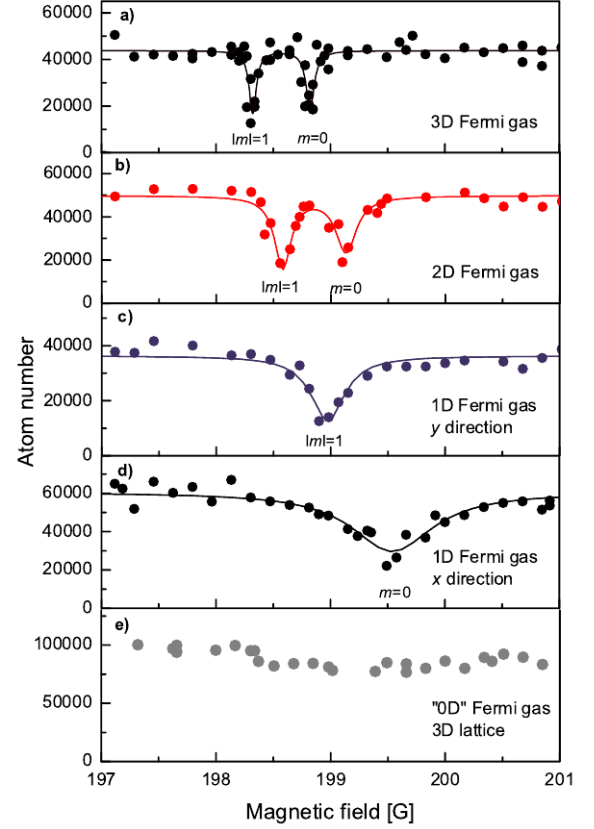 a)
60000
40000
20000
0
|m|=1
m=0
3D Fermi gas
b)
60000
40000
20000
0
|m|=1
m=0
2D Fermi gas
c)
40000
20000
0
|m|=1
1D Fermi gas
y direction
Atom number
d)
60000
40000
20000
0
m=0
1D Fermi gas
x direction
e)
100000
50000
0
"0D" Fermi gas
3D lattice
197 198 199 200 201
Magnetic field [G]